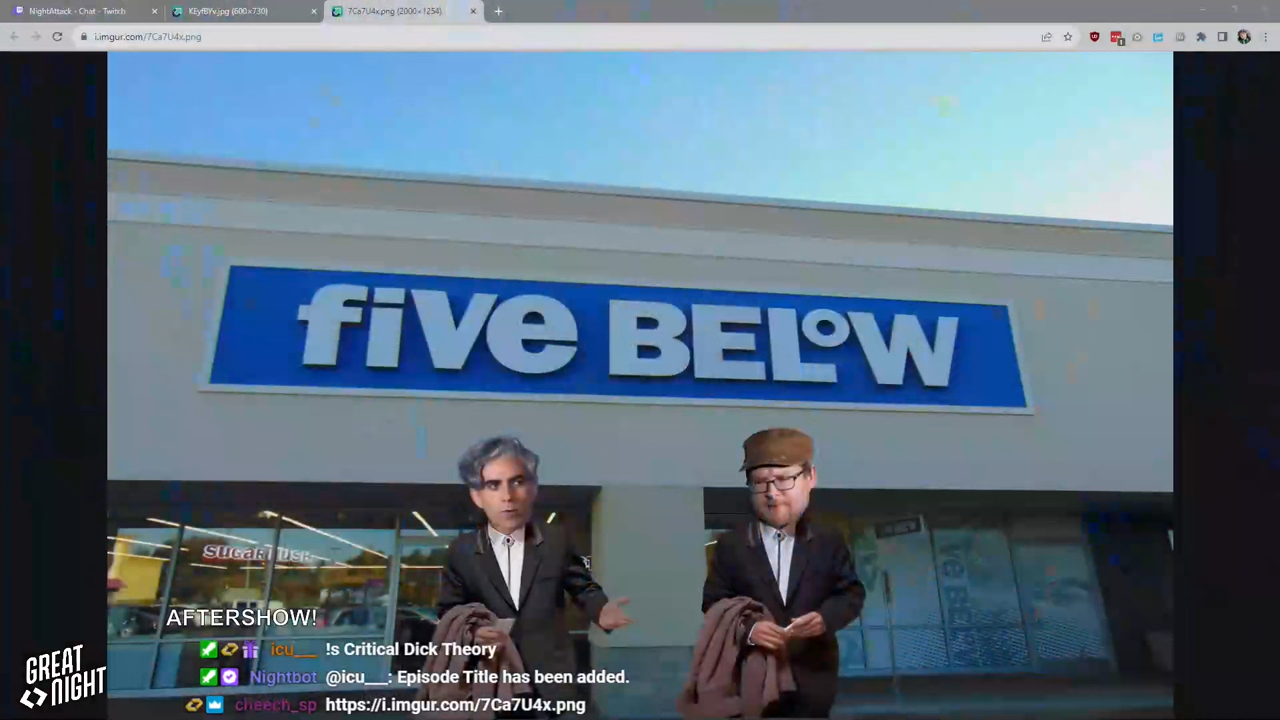 NightAttack - Chat - Twitch
KEyfBYv.jpg (600×730)
7Ca7U4x.png (2000×1254)
i.imgur.com/7Ca7U4x.png
1
five BELoW
SUGAR RUSH
AFTERSHOW!
icu___ !s Critical Dick Theory
Nightbot @icu___: Episode Title has been added.
cheech_sp https://i.imgur.com/7Ca7U4x.png
GREAT
NIGHT